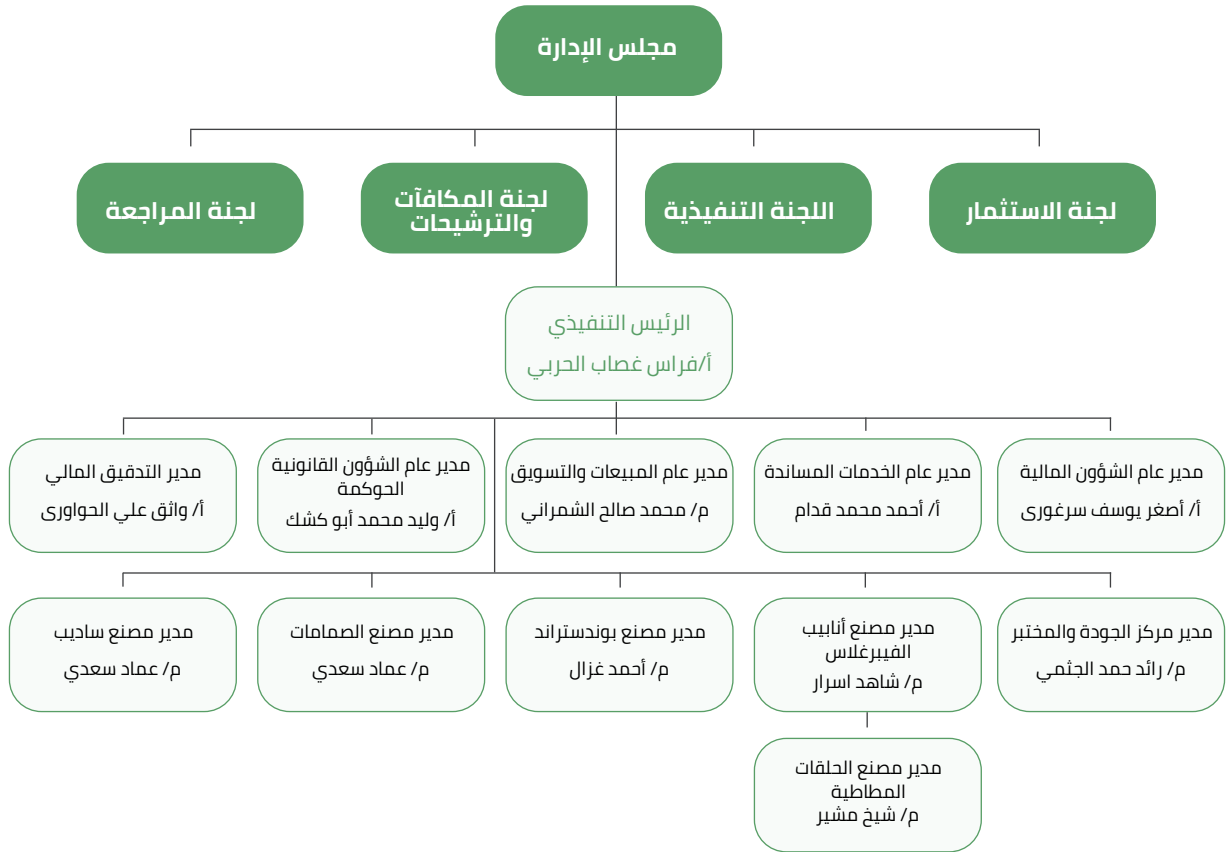 مجلس الإدارة
لجنة الاستثمار
اللجنة التنفيذية
لجنة المكافآت
والترشيحات
لجنة المراجعة
الرئيس التنفيذي
أ/فراس غصاب الحربي
مدير عام الشؤون المالية
أ/ أصغر يوسف سرغورى
مدير عام الخدمات المساندة
أ/ أحمد محمد قدام
مدير عام المبيعات والتسويق
م/ محمد صالح الشمراني
مدير عام الشؤون القانونية
الحوكمة
أ/ وليد محمد أبو كشك
مدير التدقيق المالي
أ/ واثق علي الحواورى
مدير مركز الجودة والمختبر
م/ رائد حمد الجثمي
مدير مصنع أنابيب
الفيبرغلاس
م/ شاهد اسرار
مدير مصنع بوندستراند
م/ أحمد غزال
مدير مصنع الصمامات
م/ عماد سعدي
مدير مصنع ساديب
م/ عماد سعدي
مدير مصنع الحلقات
المطاطية
م/ شيخ مشير